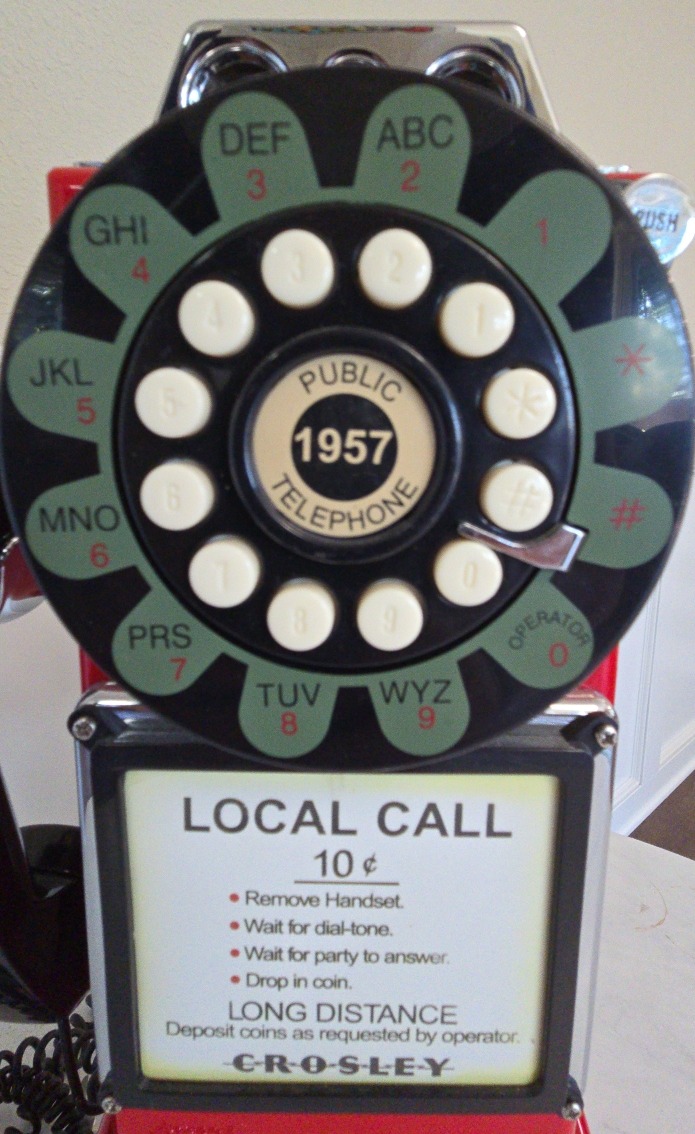 DEF
3
ABC
2
1
PUSH
GHI
4
*
JKL
5
#
MNO
6
OPERATOR
0
PRS
7
TUV
8
WYZ
9
3
2
4
1
5
*
6
#
7
0
8
9
PUBLIC
1957
TELEPHONE
LOCAL CALL
10 ¢
• Remove Handset.
• Wait for dial-tone.
• Wait for party to answer.
• Drop in coin.
LONG DISTANCE
Deposit coins as requested by operator.
CROSLEY